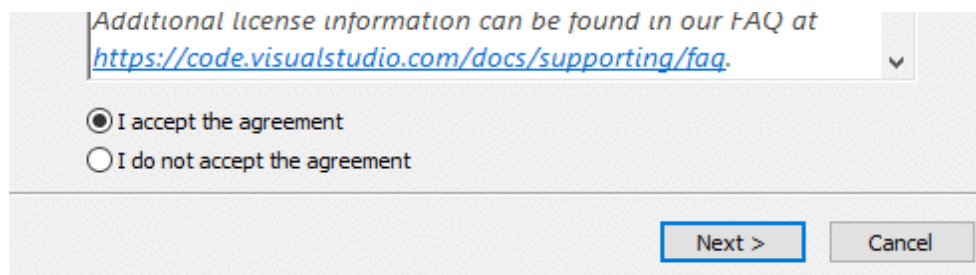 Additional license information can be found in our FAQ at
https://code.visualstudio.com/docs/supporting/faq.
I accept the agreement
I do not accept the agreement
Next >
Cancel